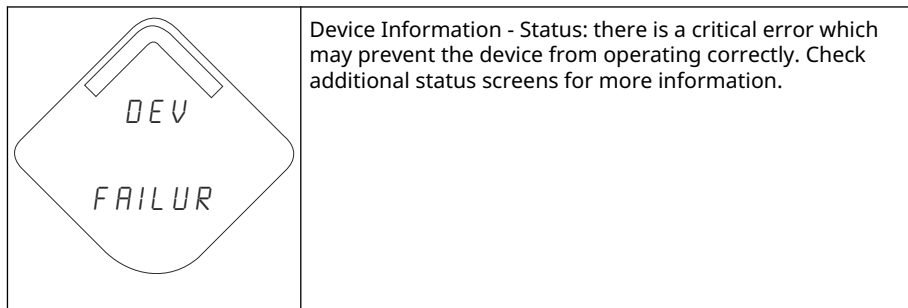 DEV
FAILUR
Device Information - Status: there is a critical error which
may prevent the device from operating correctly. Check
additional status screens for more information.